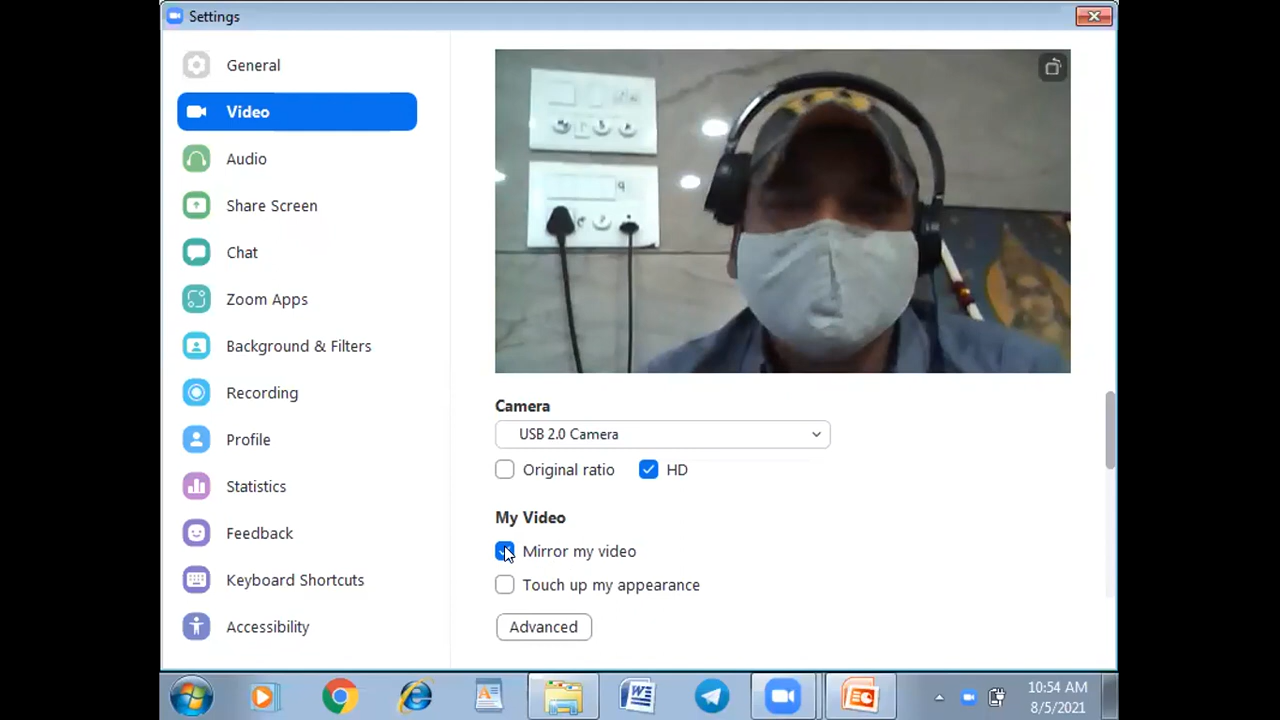 Settings
General
Video
Audio
Share Screen
Chat
Zoom Apps
Background & Filters
Recording
Profile
Statistics
Feedback
Keyboard Shortcuts
Accessibility
Camera
USB 2.0 Camera
Original ratio HD
My Video
Mirror my video
Touch up my appearance
Advanced
10:54 AM
8/5/2021